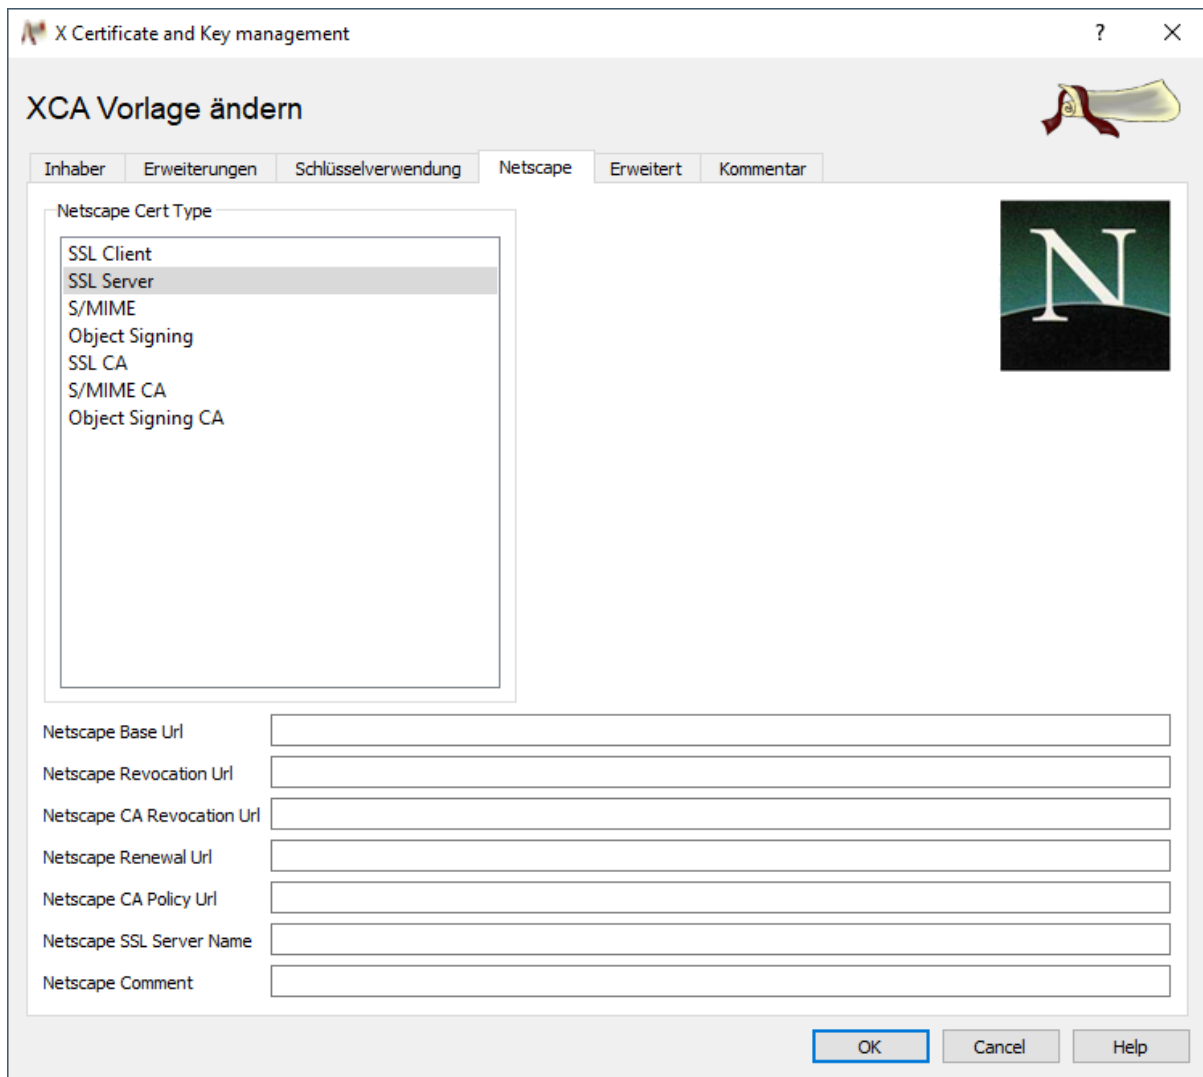 X Certificate and Key management ?
XCA Vorlage ändern
Inhaber Erweiterungen Schlüsselverwendung Netscape Erweitert Kommentar
Netscape Cert Type
SSL Client
SSL Server
S/MIME
Object Signing
SSL CA
S/MIME CA
Object Signing CA
N
Netscape Base Url
Netscape Revocation Url
Netscape CA Revocation Url
Netscape Renewal Url
Netscape CA Policy Url
Netscape SSL Server Name
Netscape Comment
OK Cancel Help